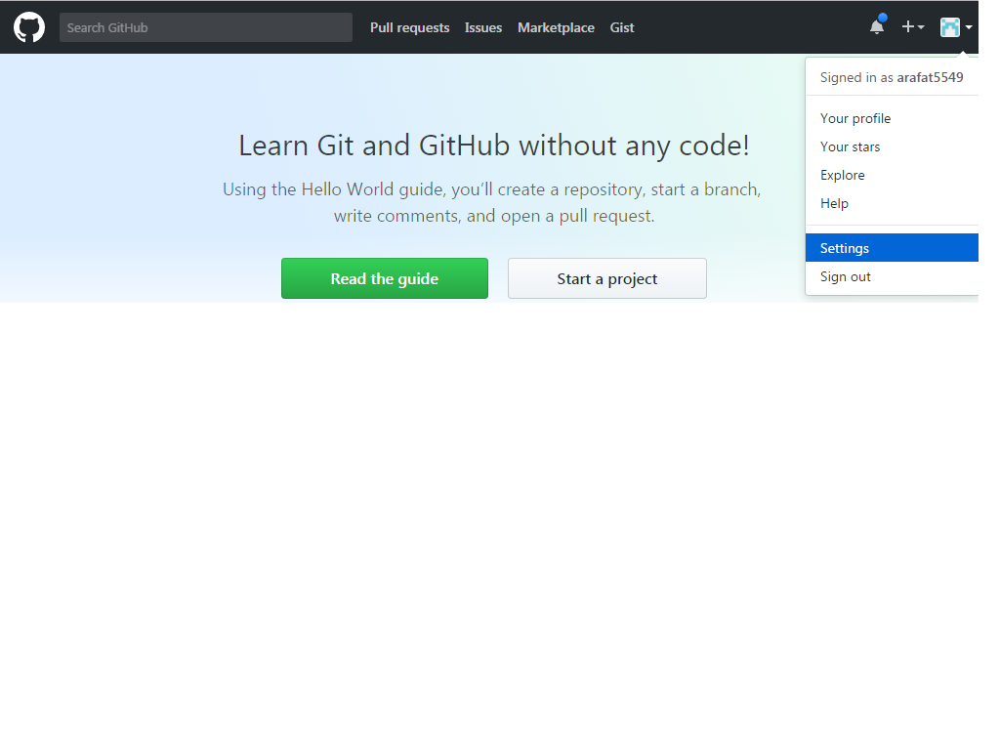 Search GitHub Pull requests Issues Marketplace Gist
Signed in as arafat5549
Your profile
Your stars
Explore
Help
Settings
Sign out
Learn Git and GitHub without any code!
Using the Hello World guide, you’ll create a repository, start a branch,
write comments, and open a pull request.
Read the guide Start a project